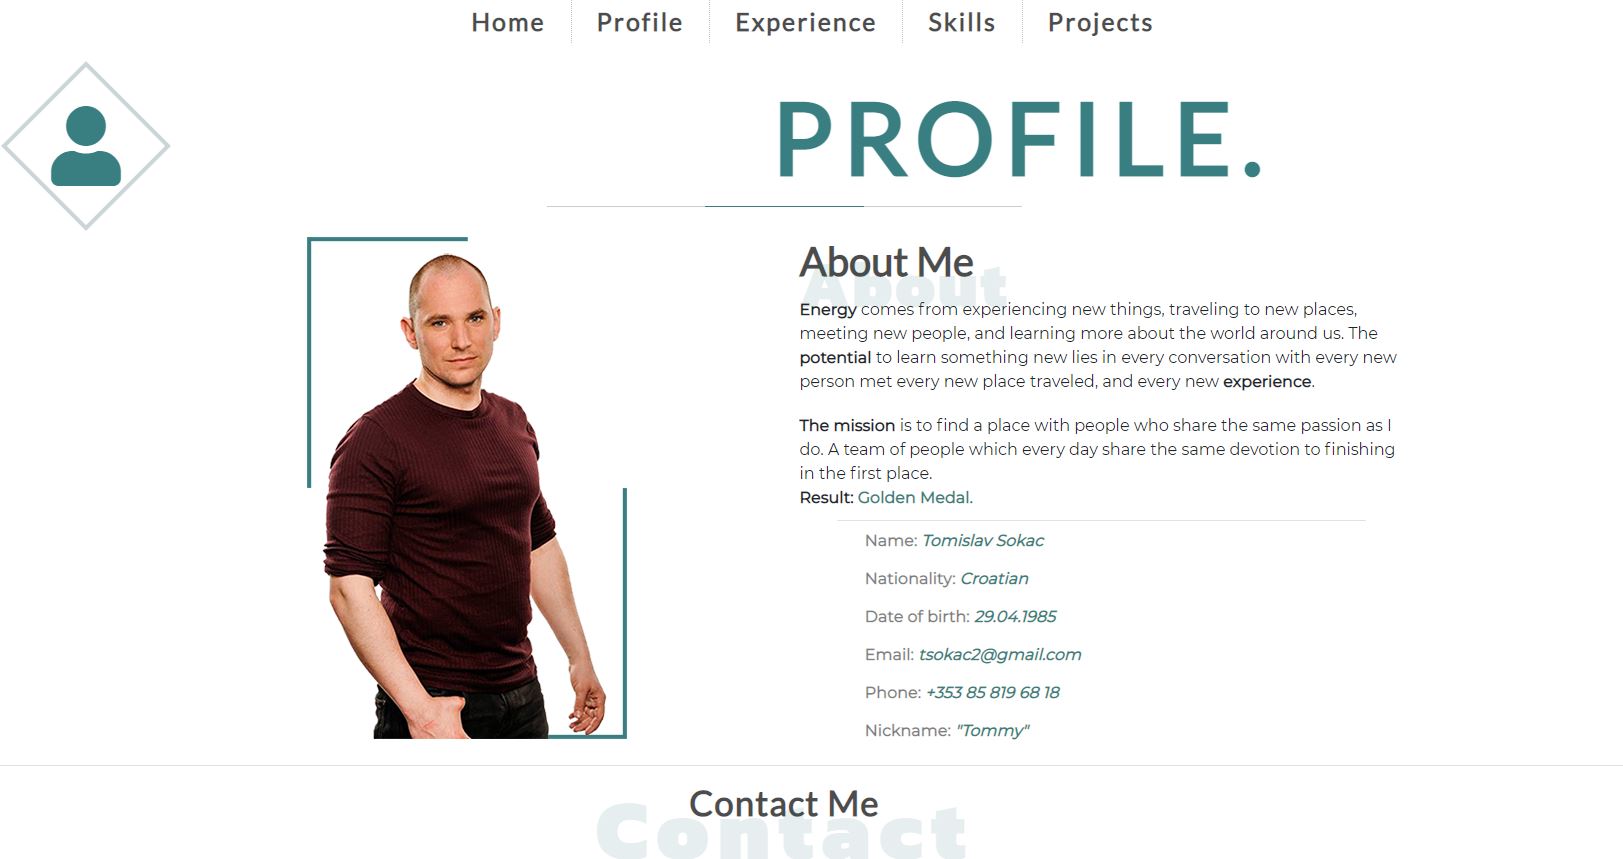 Home Profile Experience Skills Projects
PROFILE.
About Me
About
Energy comes from experiencing new things, traveling to new places,
meeting new people, and learning more about the world around us. The
potential to learn something new lies in every conversation with every new
person met every new place traveled, and every new experience.
The mission is to find a place with people who share the same passion as I
do. A team of people which every day share the same devotion to finishing
in the first place.
Result: Golden Medal.
Name: Tomislav Sokac
Nationality: Croatian
Date of birth: 29.04.1985
Email: tsokac2@gmail.com
Phone: +353 85 819 68 18
Nickname: "Tommy"
Contact Me
Contact